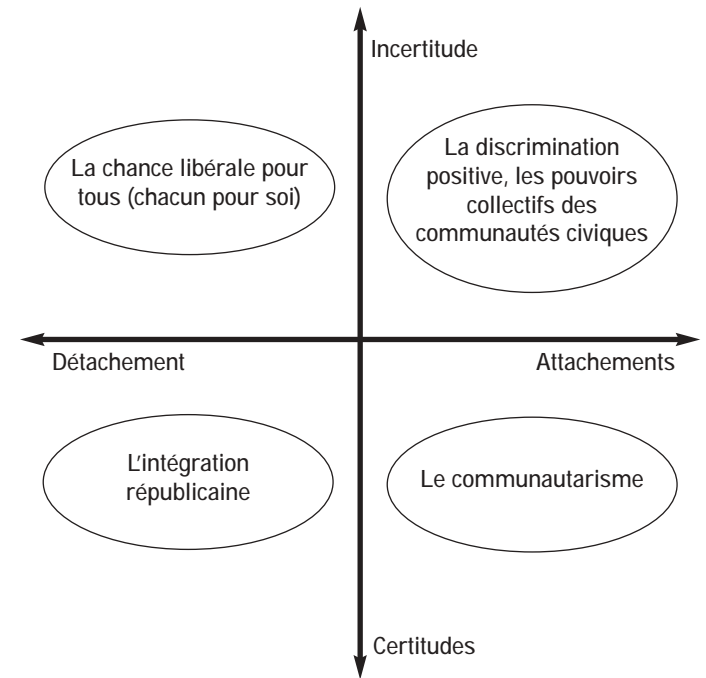 Incertitude
La chance libérale pour
tous (chacun pour soi)
La discrimination
positive, les pouvoirs
collectifs des
communautés civiques
Détachement
Attachements
L'intégration
républicaine
Le communautarisme
Certitudes